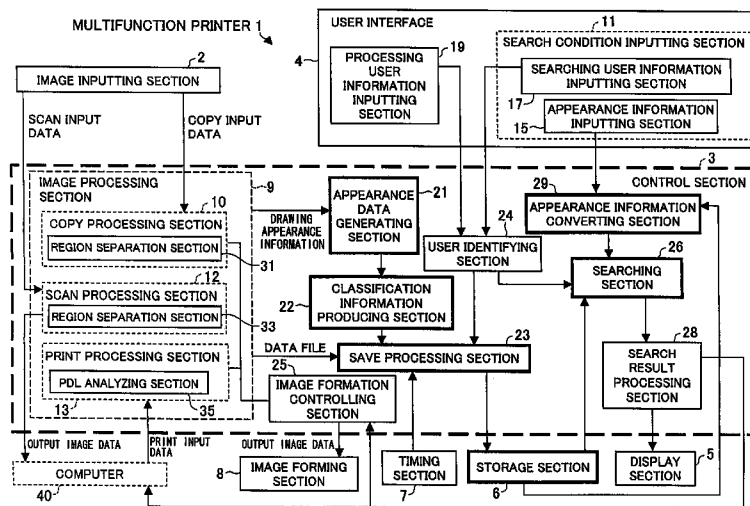 MULTIFUNCTION PRINTER 1
2
IMAGE INPUTTING SECTION
SCAN INPUT
DATA
COPY INPUT
DATA
USER INTERFACE
4
19
PROCESSING
USER
INFORMATION
INPUTTING
SECTION
11
SEARCH CONDITION INPUTTING SECTION
SEARCHING USER INFORMATION
INPUTTING SECTION
17
APPEARANCE INFORMATION
INPUTTING SECTION
15
3
CONTROL SECTION
IMAGE PROCESSING
SECTION
9
10
COPY PROCESSING SECTION
REGION SEPARATION SECTION
31
12
SCAN PROCESSING SECTION
REGION SEPARATION SECTION
33
PRINT PROCESSING SECTION
PDL ANALYZING SECTION
13
35
DRAWING
APPEARANCE
INFORMATION
21
APPEARANCE
DATA
GENERATING
SECTION
24
USER IDENTIFYING
SECTION
29
APPEARANCE INFORMATION
CONVERTING SECTION
26
SEARCHING
SECTION
22
CLASSIFICATION
INFORMATION
PRODUCING SECTION
DATA FILE
23
SAVE PROCESSING SECTION
25
IMAGE FORMATION
CONTROLLING
SECTION
28
SEARCH
RESULT
PROCESSING
SECTION
OUTPUT IMAGE DATA
PRINT INPUT
DATA
OUTPUT IMAGE DATA
COMPUTER
40
8
IMAGE FORMING
SECTION
TIMING
SECTION
7
STORAGE SECTION
6
DISPLAY
SECTION
5